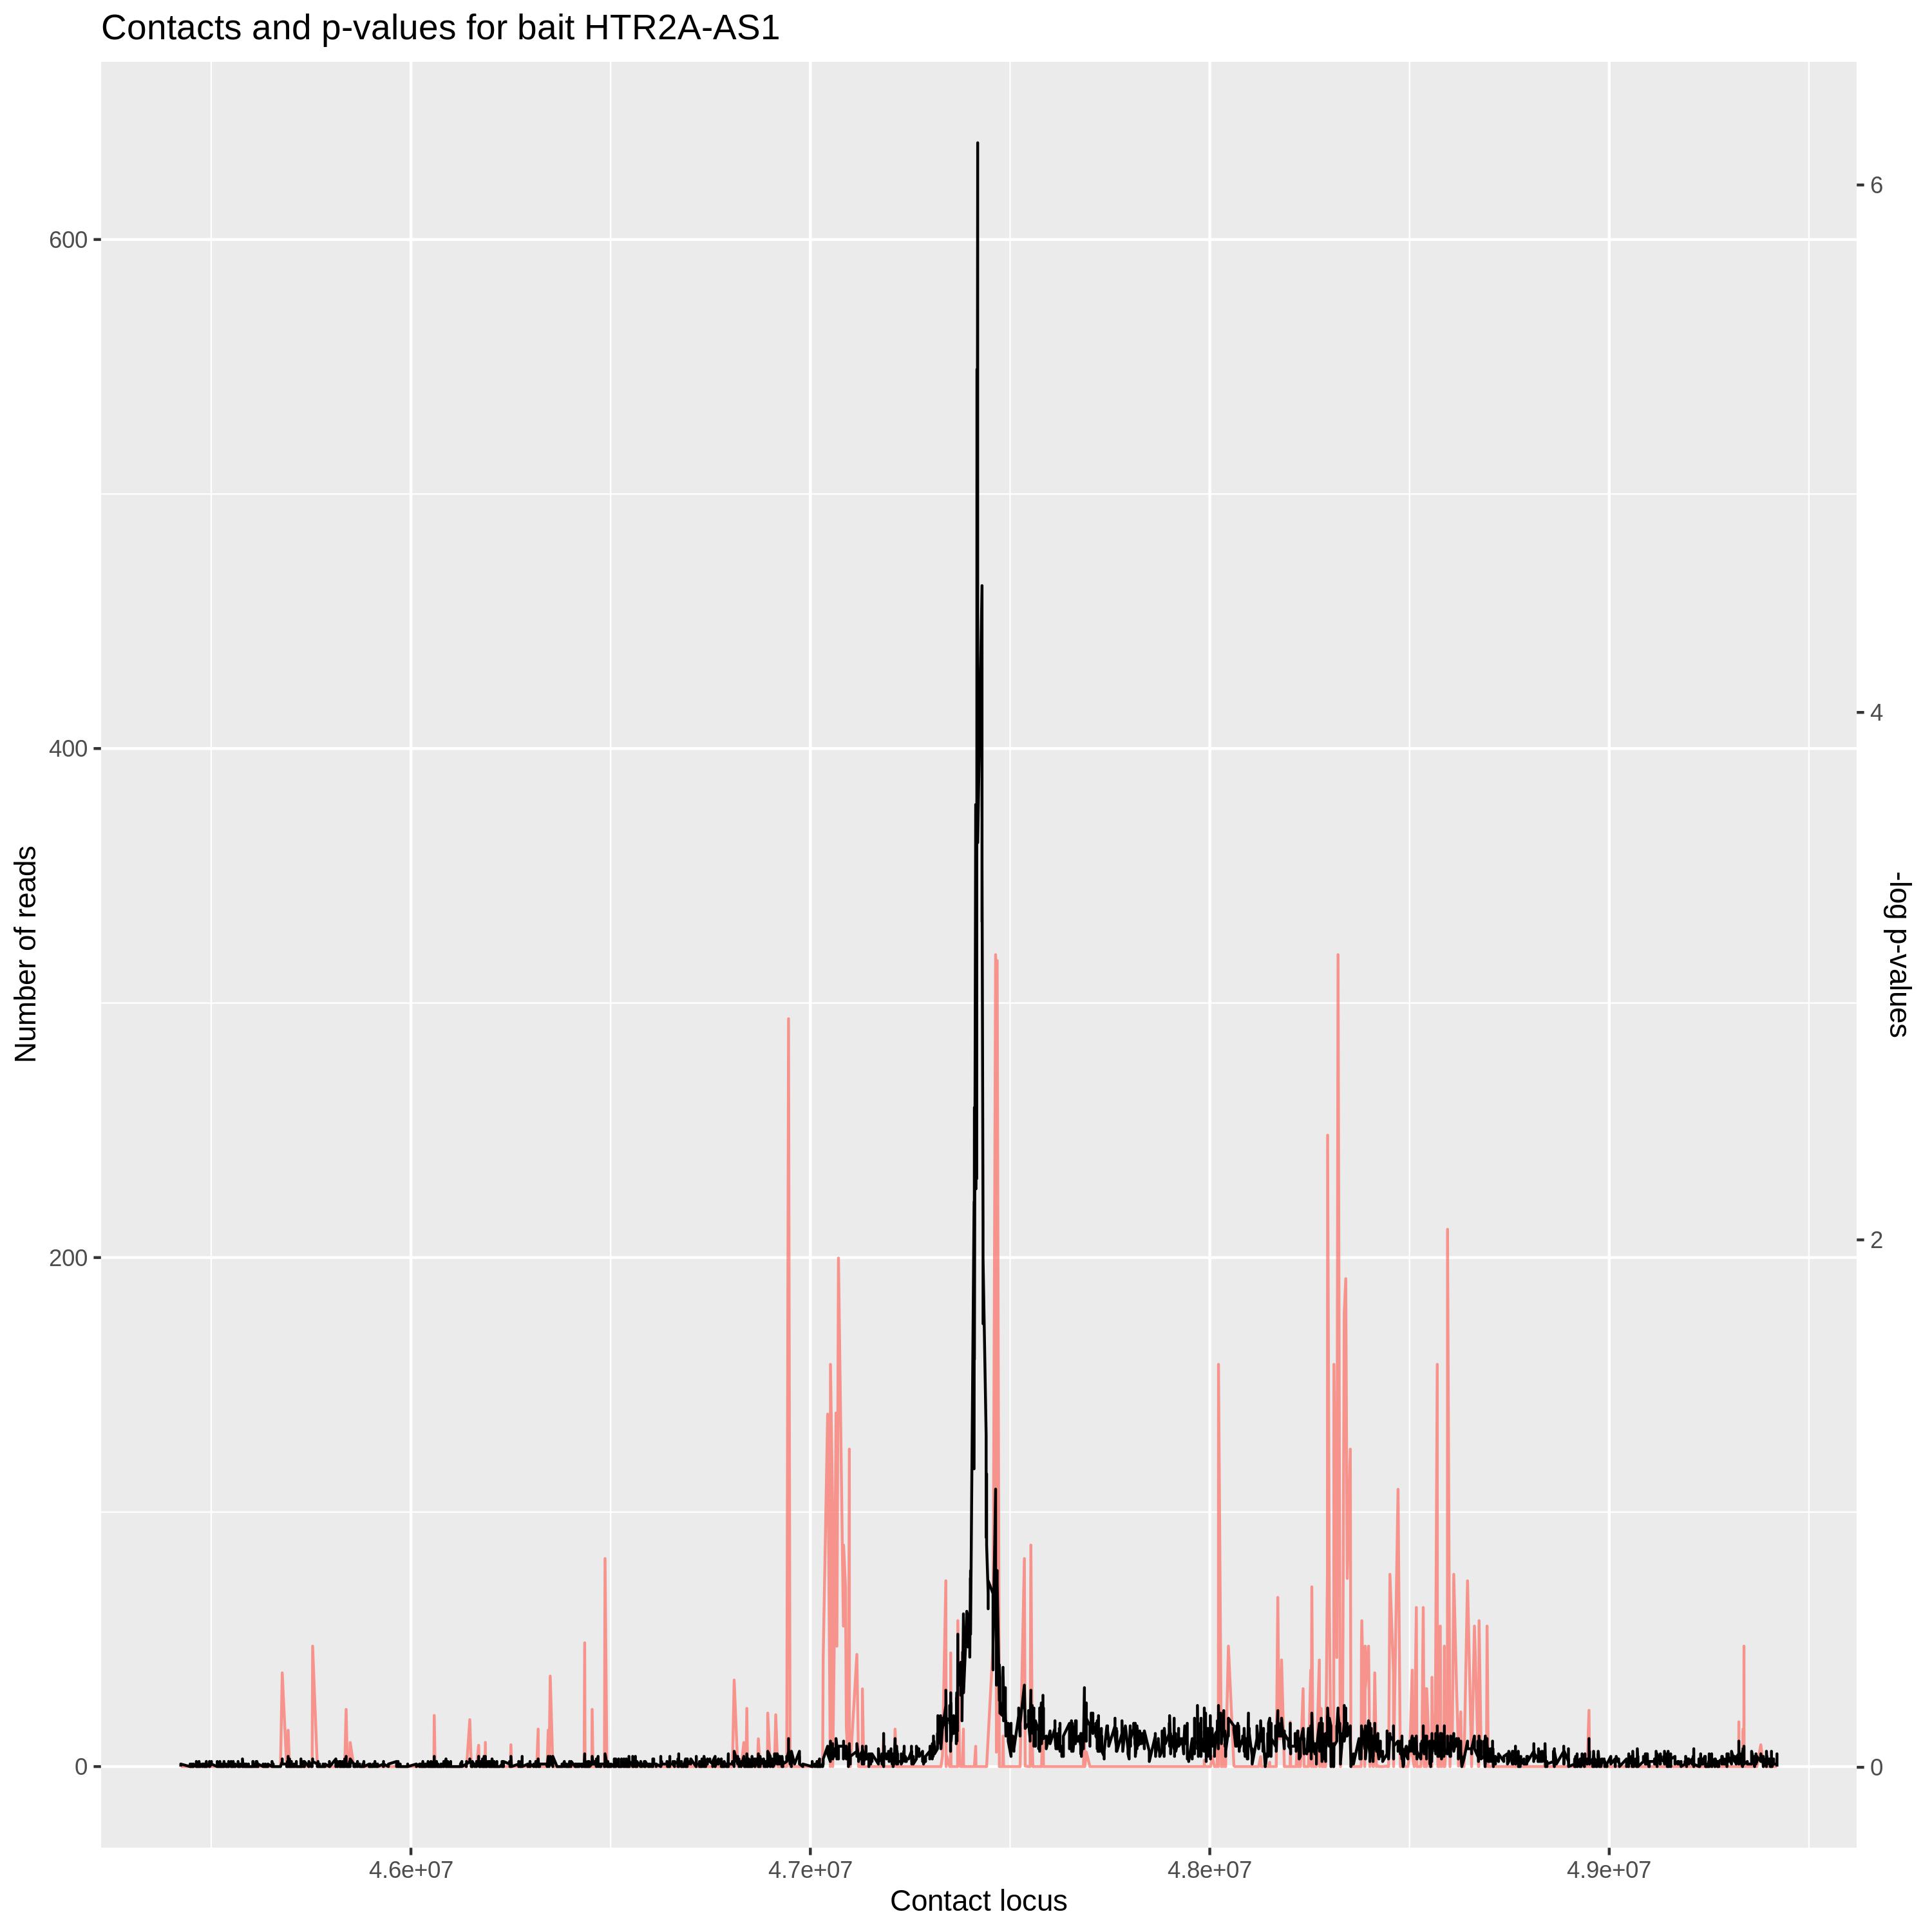 Contacts and p-values for bait HTR2A-AS1
600
400
200
0
Number of reads
6
4
2
0
-log p-values
4.6e+07
4.7e+07
4.8e+07
4.9e+07
Contact locus